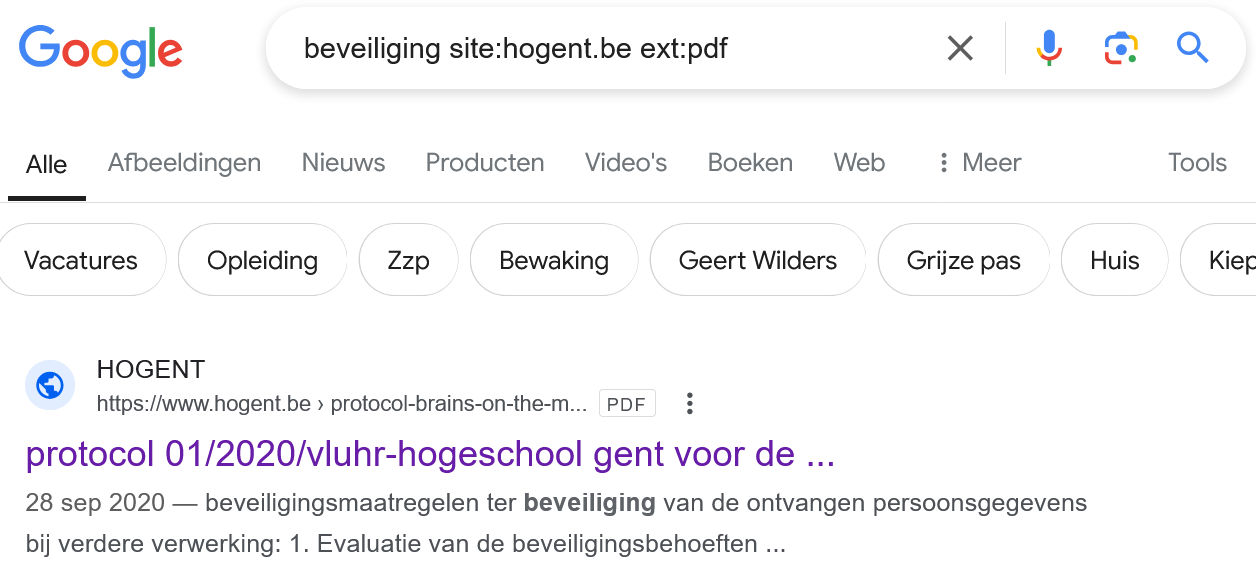 Google beveiliging site:hogent.be ext:pdf
Alle Afbeeldingen Nieuws Producten Video's Boeken Web Meer Tools
Vacatures Opleiding Zzp Bewaking Geert Wilders Grijze pas Huis Kiep
HOGENT
https://www.hogent.be › protocol-brains-on-the-m... PDF
protocol 01/2020/vluhr-hogeschool gent voor de ...
28 sep 2020 — beveiligingsmaatregelen ter beveiliging van de ontvangen persoonsgegevens
bij verdere verwerking: 1. Evaluatie van de beveiligingsbehoeften ...